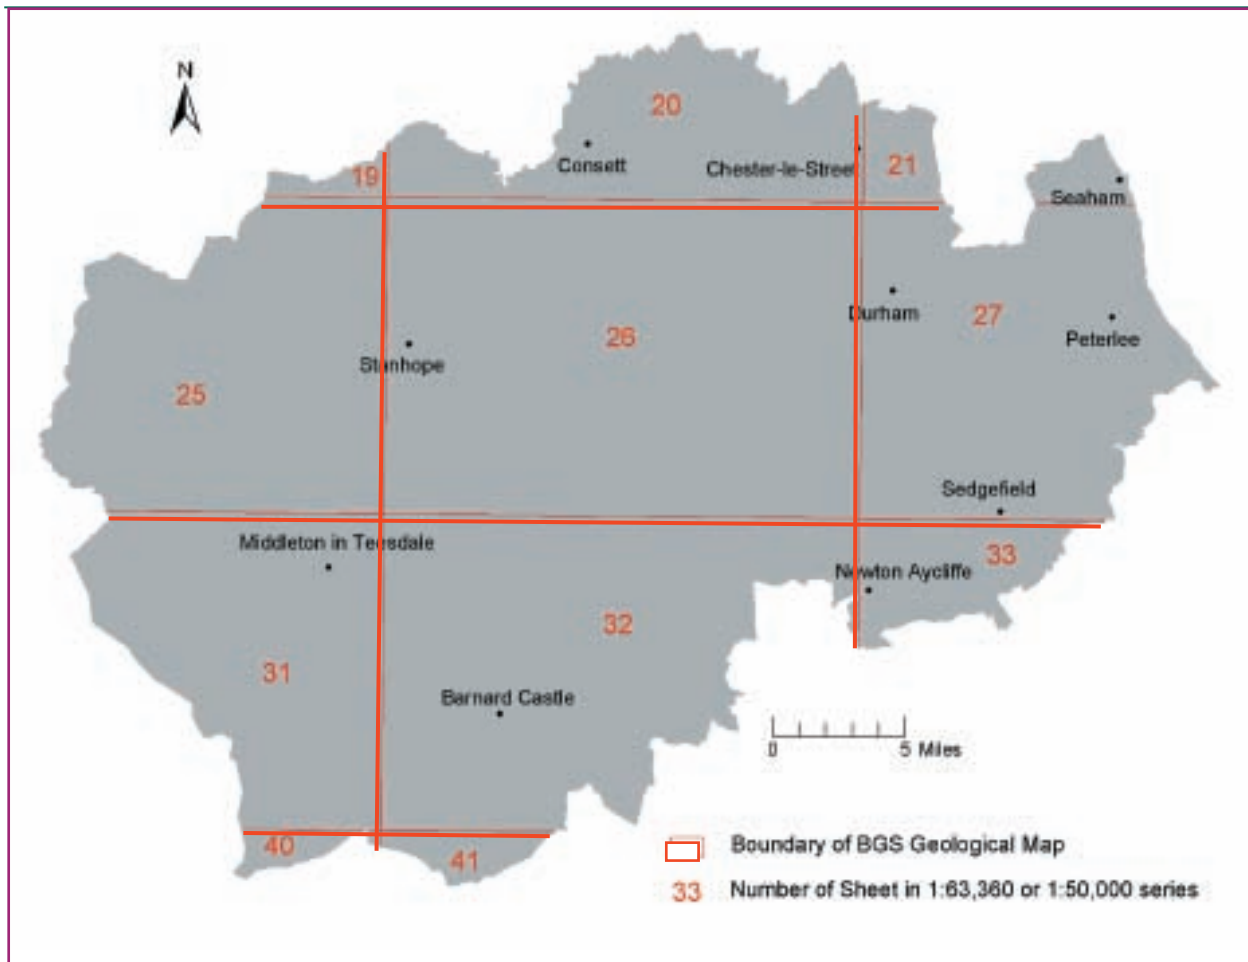 N
20
Consett
Chester-le-Street
21
19
Seaham
Durham
27
26
Stanhope
Peterlee
25
Sedgefield
Middleton in Teesdale
33
Newton Aycliffe
32
31
Barnard Castle
0 5 Miles
40
41
Boundary of BGS Geological Map
33 Number of Sheet in 1:63,360 or 1:50,000 series